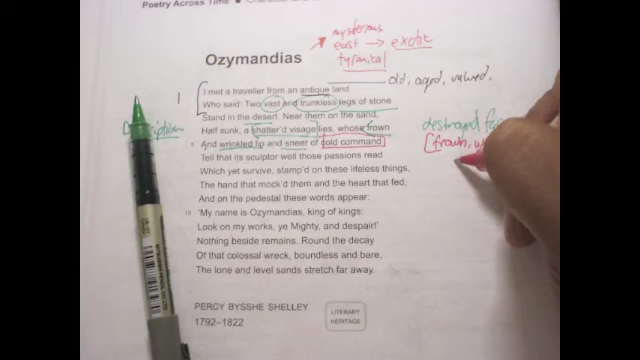 Poetry Across Time
mysterious
east → exotic
tyranical
Ozymandias
old, aged, valued.
I met a traveller from an antique land
Who said: Two vast and trunkless legs of stone
Stand in the desert. Near them on the sand,
Half sunk, a shatter'd visage lies, whose frown
Description
destroyed
5 And wrinkled lip and sneer of cold command
[frown, w
Tell that its sculptor well those passions read
Which yet survive, stamp'd on these lifeless things,
The hand that mock'd them and the heart that fed;
And on the pedestal these words appear:
10 'My name is Ozymandias, king of kings:
Look on my works, ye Mighty, and despair!'
Nothing beside remains. Round the decay
Of that colossal wreck, boundless and bare,
The lone and level sands stretch far away.
PERCY BYSSHE SHELLEY
1792–1822
LITERARY
HERITAGE